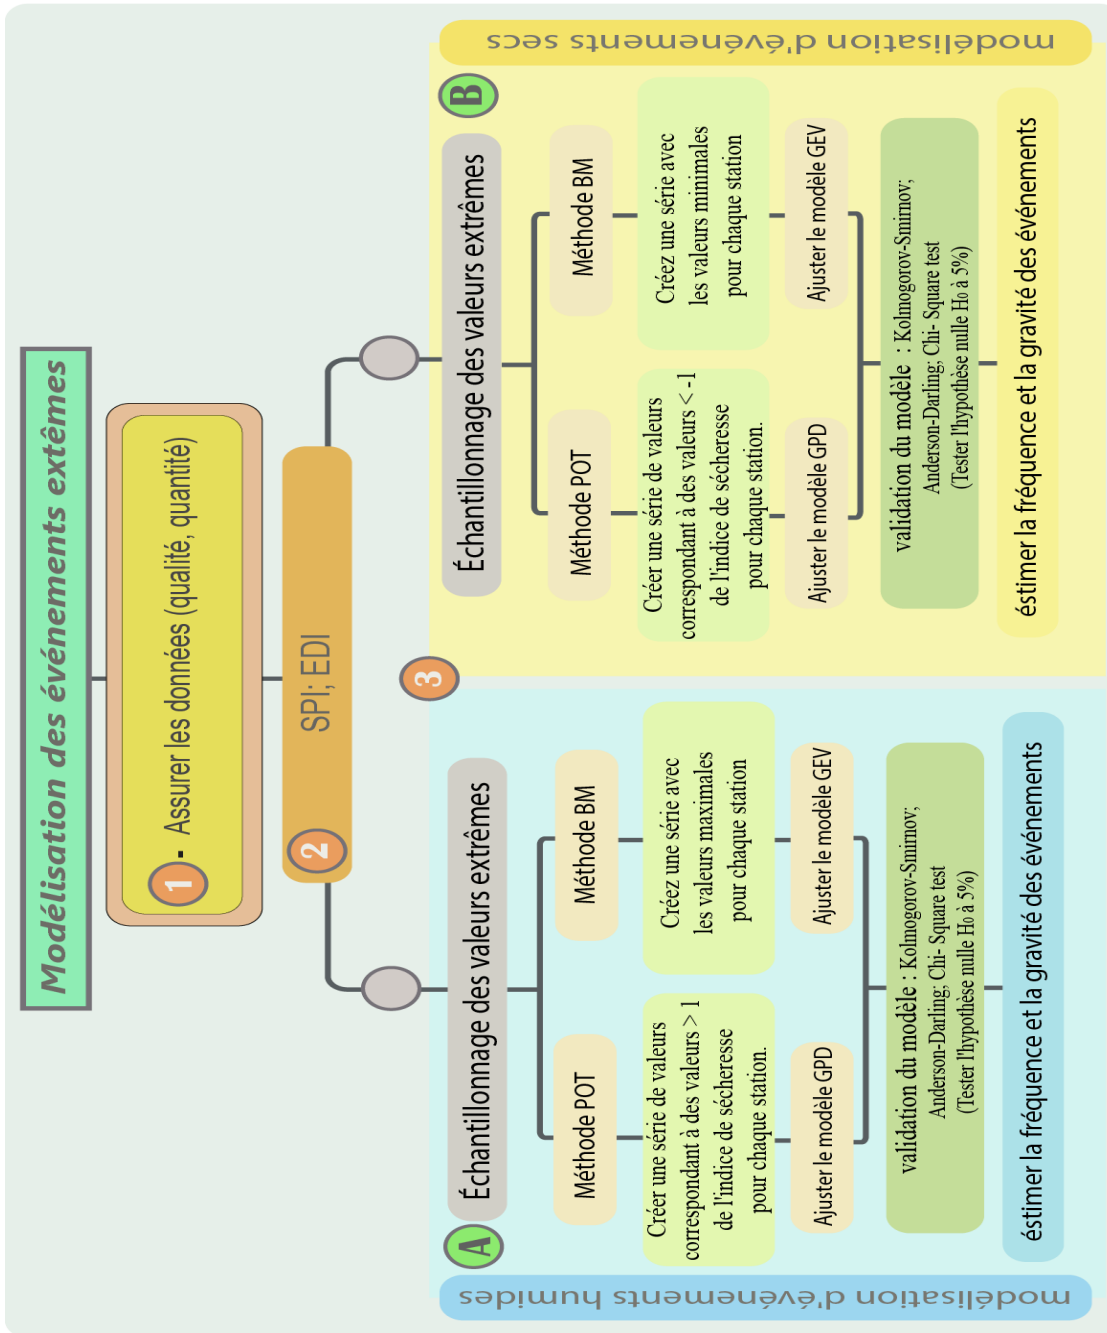 Modélisation des événements extêmes
1 - Assurer les données (qualité, quantité)
2
SPI; EDI
3
A
modélisation d'événements humides
Échantillonnage des valeurs extrêmes
Méthode POT
Créer une série de valeurs
correspondant à des valeurs > 1
de l'indice de sécheresse
pour chaque station.
Ajuster le modèle GPD
Méthode BM
Créez une série avec
les valeurs maximales
pour chaque station
Ajuster le modèle GEV
validation du modèle : Kolmogorov-Smirnov;
Anderson-Darling; Chi- Square test
(Tester l'hypothèse nulle H0 à 5%)
éstimer la fréquence et la gravité des événements
B
modélisation d'événements secs
Échantillonnage des valeurs extrêmes
Méthode POT
Créer une série de valeurs
correspondant à des valeurs < -1
de l'indice de sécheresse
pour chaque station.
Ajuster le modèle GPD
Méthode BM
Créez une série avec
les valeurs minimales
pour chaque station
Ajuster le modèle GEV
validation du modèle : Kolmogorov-Smirnov;
Anderson-Darling; Chi- Square test
(Tester l'hypothèse nulle H0 à 5%)
éstimer la fréquence et la gravité des événements